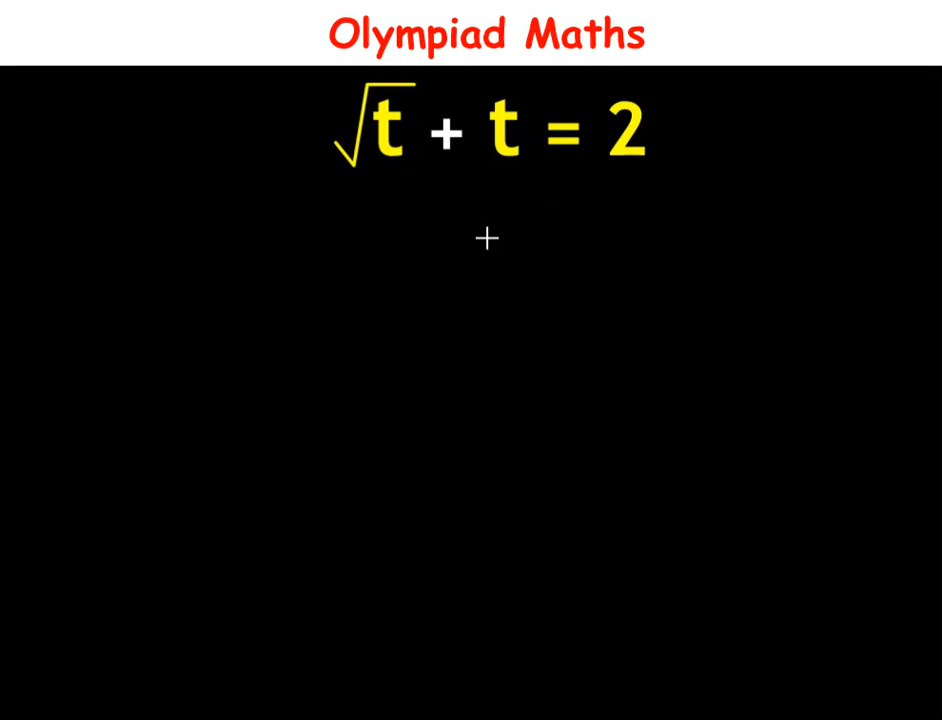 Olympiad Maths
√t + t = 2